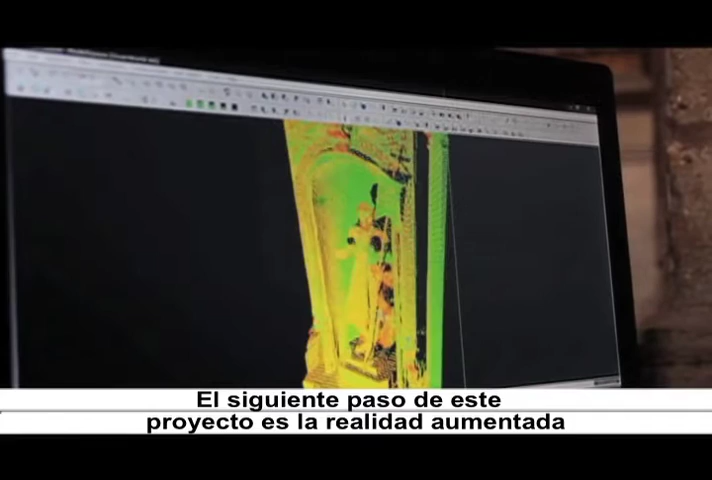 El siguiente paso de este
proyecto es la realidad aumentada